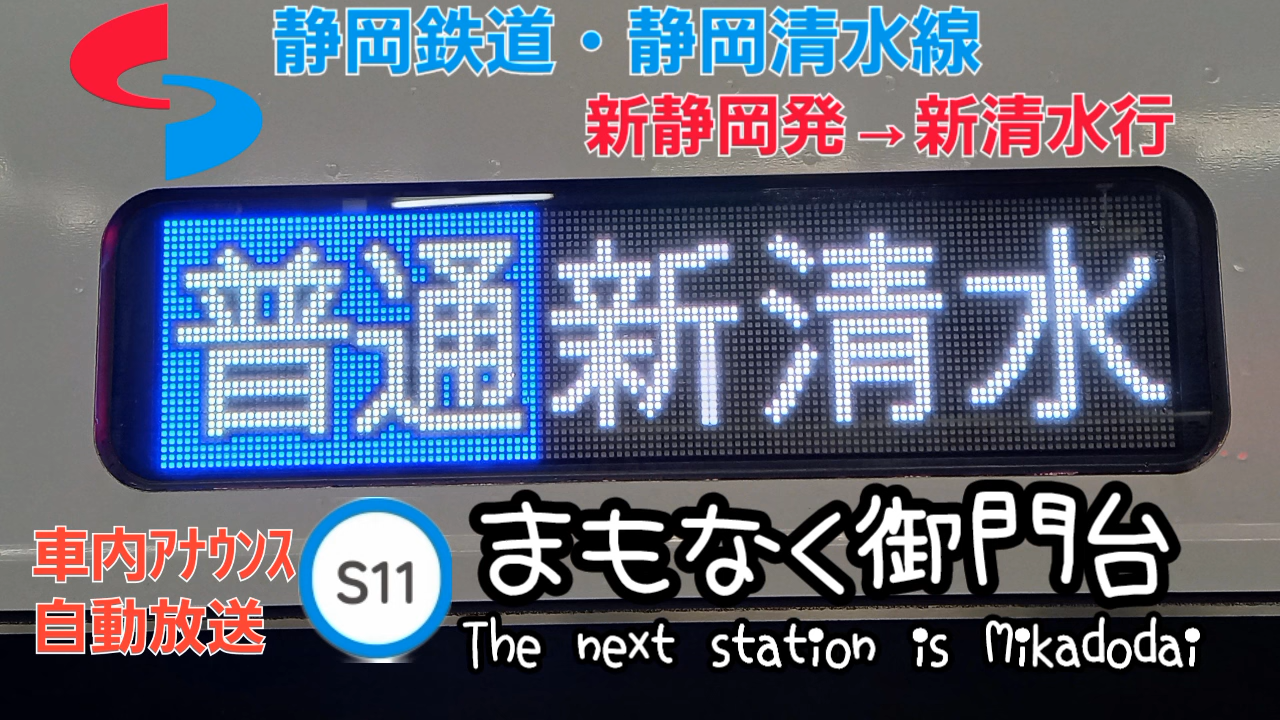 静岡鉄道・静岡清水線
新静岡発→新清水行
普通 新清水
車内ｱﾅｳﾝｽ
自動放送
S11
まもなく御門台
The next station is Mikadodai